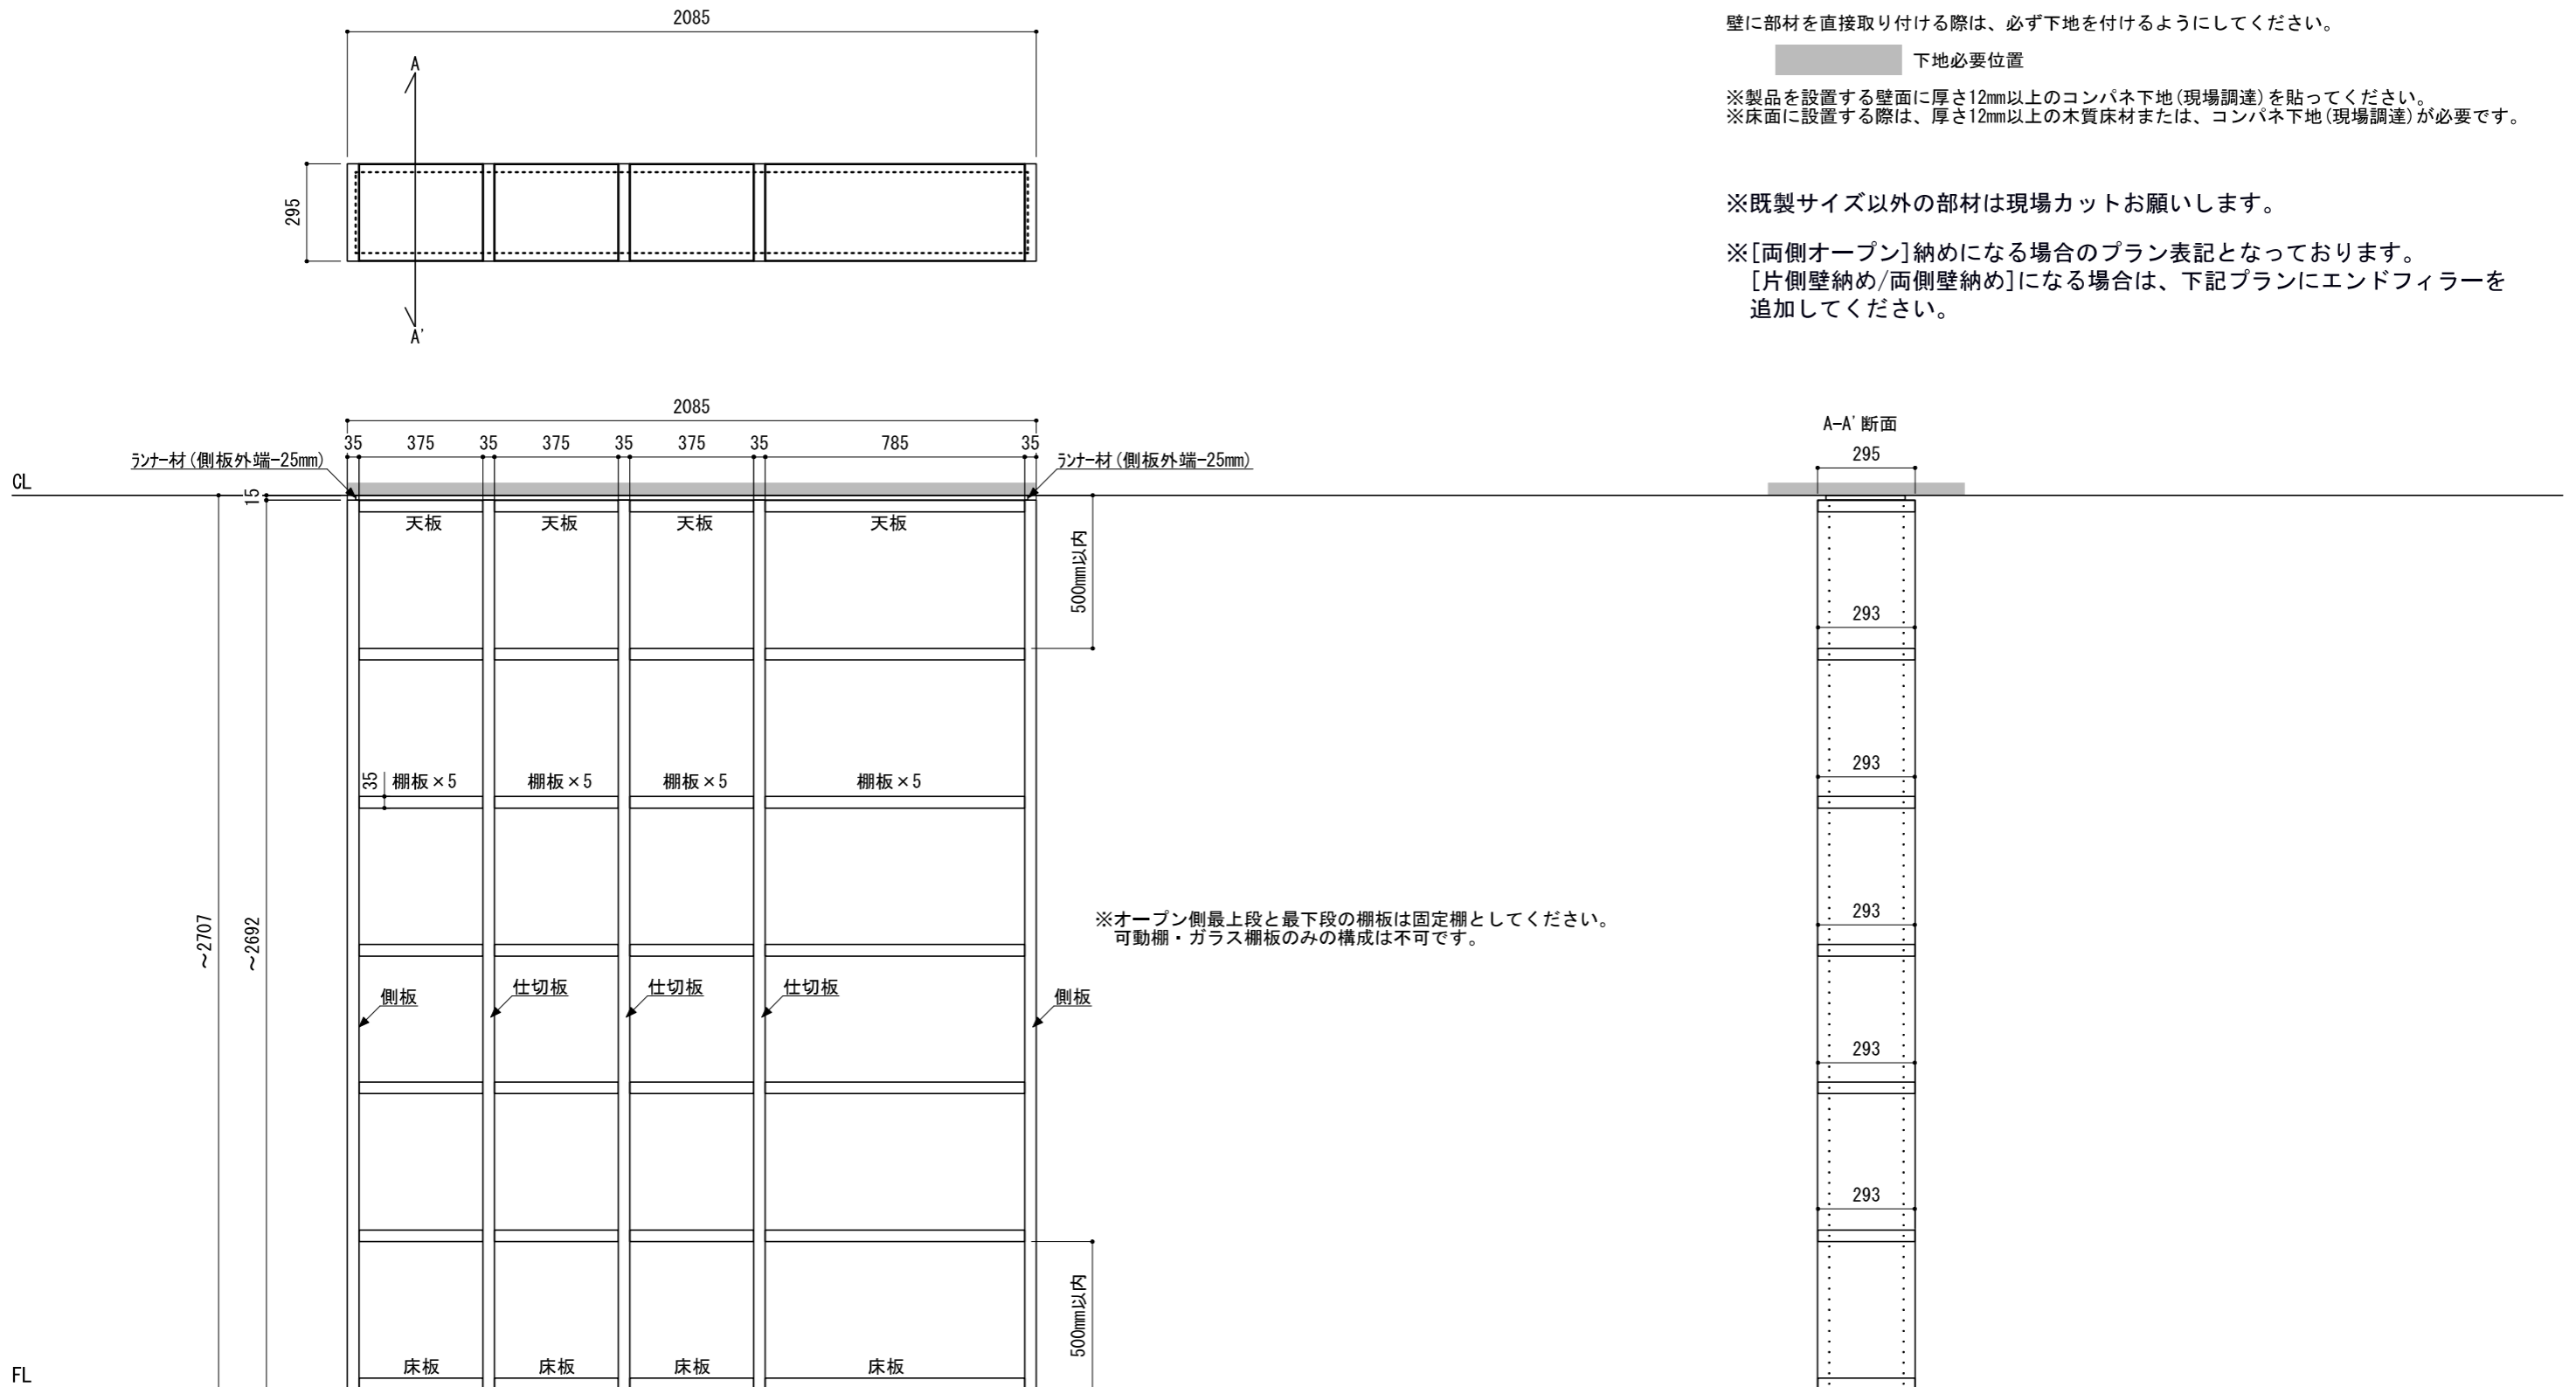 2085
壁に部材を直接取り付ける際は、必ず下地を付けるようにしてください。
下地必要位置
※製品を設置する壁面に厚さ12mm以上のコンパネ下地(現場調達)を貼ってください。
※床面に設置する際は、厚さ12mm以上の木質床材または、コンパネ下地(現場調達)が必要です。
A
295
A'
※既製サイズ以外の部材は現場カットお願いします。
※[両側オープン]納めになる場合のプラン表記となっております。
[片側壁納め/両側壁納め]になる場合は、下記プランにエンドフィラーを
追加してください。
2085
35 375 35 375 35 375 35 785 35
ﾗﾝﾅｰ材(側板外端-25mm)
ﾗﾝﾅｰ材(側板外端-25mm)
A-A' 断面
295
CL
15
天板 天板 天板 天板
500mm以内
293
35
棚板×5 棚板×5 棚板×5 棚板×5
293
~2707
~2692
※オープン側最上段と最下段の棚板は固定棚としてください。
可動棚・ガラス棚板のみの構成は不可です。
293
側板 仕切板 仕切板 仕切板 側板
293
293
500mm以内
床板 床板 床板 床板
FL